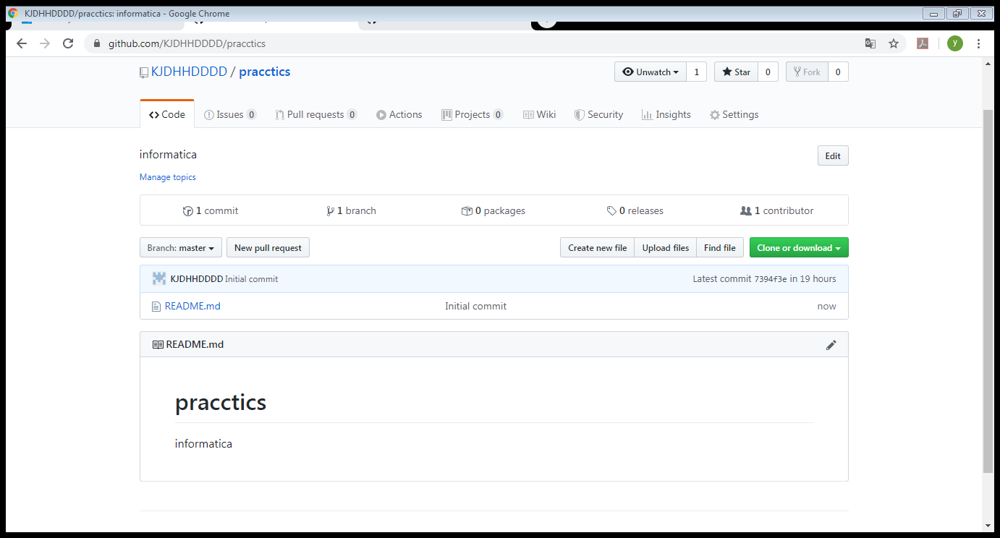 KJDHHDDDD/pracctics: informatica - Google Chrome
github.com/KJDHHDDDD/pracctics
y
KJDHHDDDD / pracctics
Unwatch 1 Star 0 Fork 0
Code Issues 0 Pull requests 0 Actions Projects 0 Wiki Security Insights Settings
informatica
Edit
Manage topics
1 commit 1 branch 0 packages 0 releases 1 contributor
Branch: master New pull request Create new file Upload files Find file Clone or download
KJDHHDDDD Initial commit Latest commit 7394f3e in 19 hours
README.md Initial commit now
README.md
pracctics
informatica